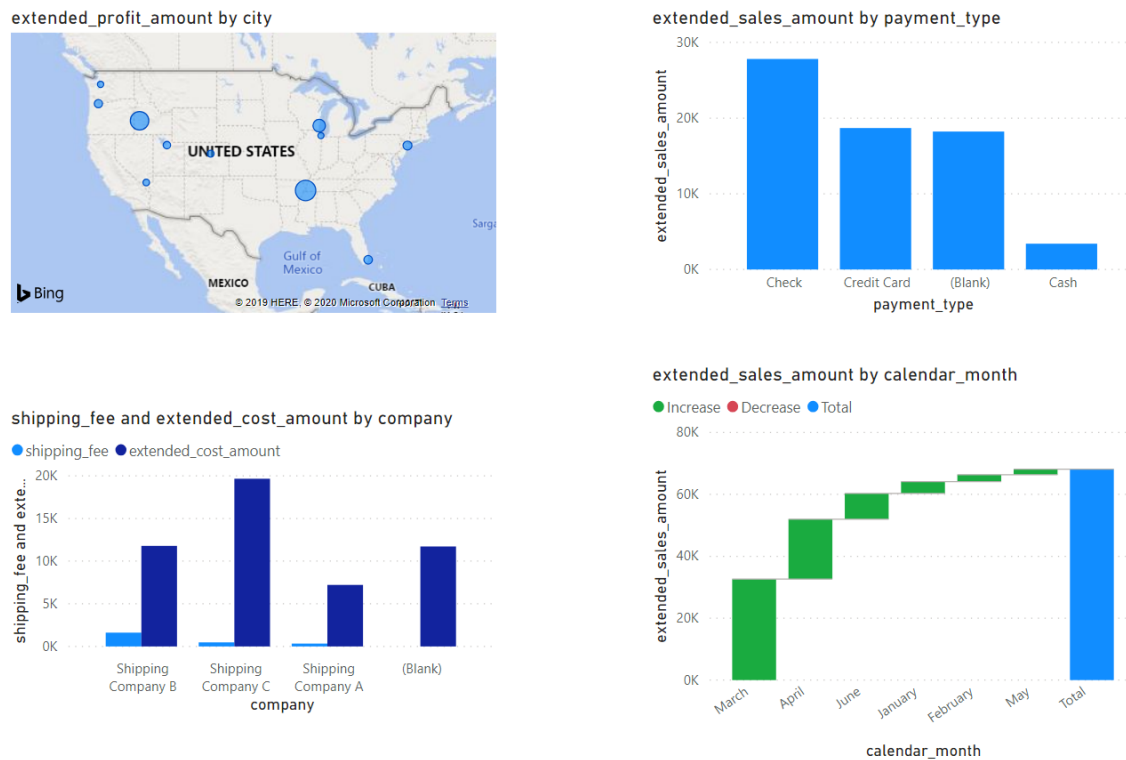 extended_profit_amount by city
UNITED STATES
Gulf of
Mexico
MEXICO
CUBA
Sarga
Bing
© 2019 HERE, © 2020 Microsoft Corporation Terms
extended_sales_amount by payment_type
30K
20K
10K
0K
extended_sales_amount
Check
Credit Card
(Blank)
Cash
payment_type
shipping_fee and extended_cost_amount by company
shipping_fee
extended_cost_amount
20K
15K
10K
5K
0K
shipping_fee and exte...
Shipping
Company B
Shipping
Company C
Shipping
Company A
(Blank)
company
extended_sales_amount by calendar_month
Increase
Decrease
Total
80K
60K
40K
20K
0K
extended_sales_amount
March
April
June
January
February
May
Total
calendar_month